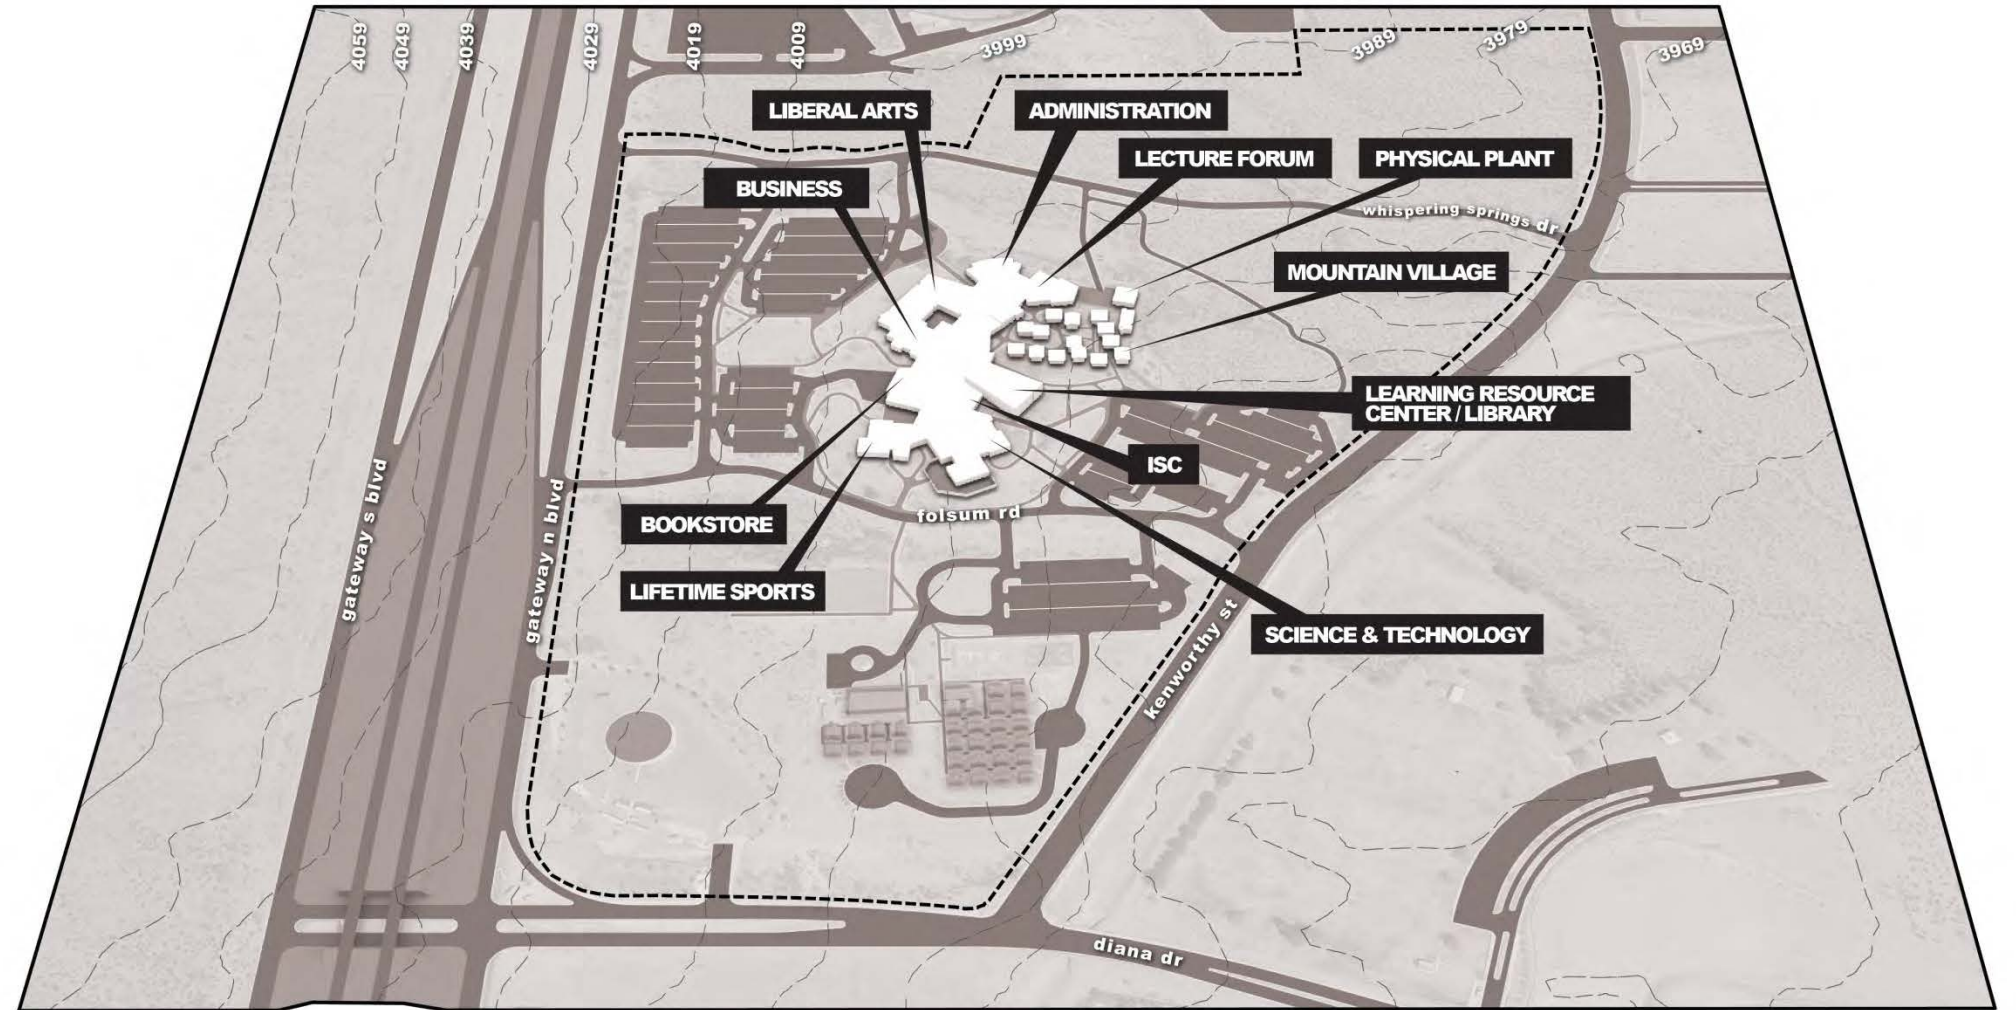 4059
4049
4039
4029
4019
4009
3999
3989
3979
3969
LIBERAL ARTS
ADMINISTRATION
LECTURE FORUM
PHYSICAL PLANT
BUSINESS
whispering springs dr
MOUNTAIN VILLAGE
LEARNING RESOURCE
CENTER / LIBRARY
ISC
gateway s blvd
gateway n blvd
folsum rd
BOOKSTORE
LIFETIME SPORTS
kenworthy st
SCIENCE & TECHNOLOGY
diana dr